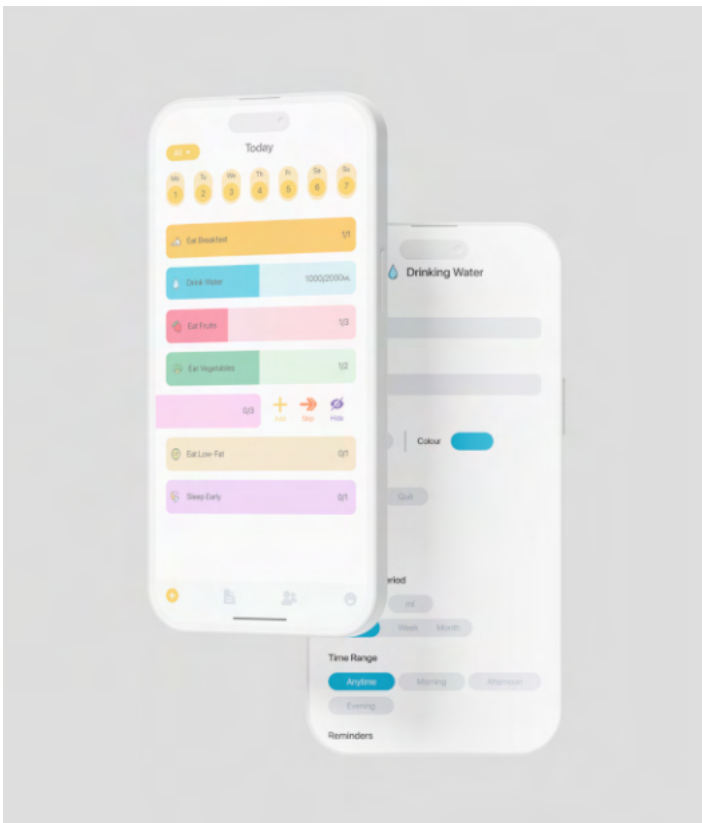 Today
All
Mo Tu We Th Fr Sa Su
1 2 3 4 5 6 7
Eat Breakfast 1/1
Drink Water 1000/2000mL
Eat Fruits 1/3
Eat Vegetables 1/2
0/3 Add Skip Hide
Eat Low-Fat 0/1
Sleep Early 0/1
Drinking Water
Colour
Quit
eriod
ml
Week Month
Time Range
Anytime Morning Afternoon
Evening
Reminders